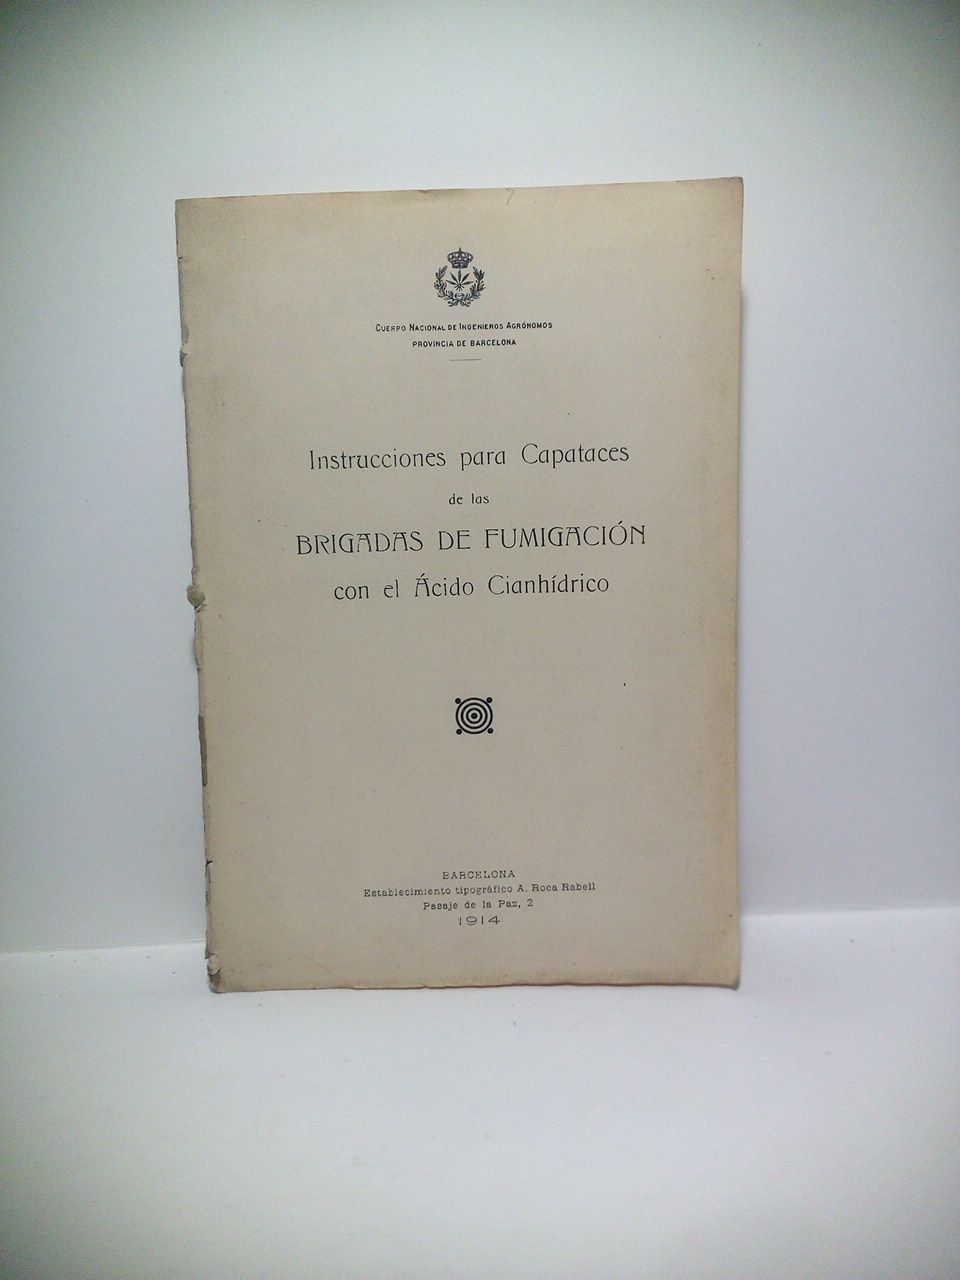 Cuerpo Nacional de Ingenieros Agrónomos
PROVINCIA DE BARCELONA
Instrucciones para Capataces
de las
BRIGADAS DE FUMIGACIÓN
con el Ácido Cianhídrico
BARCELONA
Establecimiento tipográfico A. Roca Rabell
Pasaje de la Paz, 2
1914